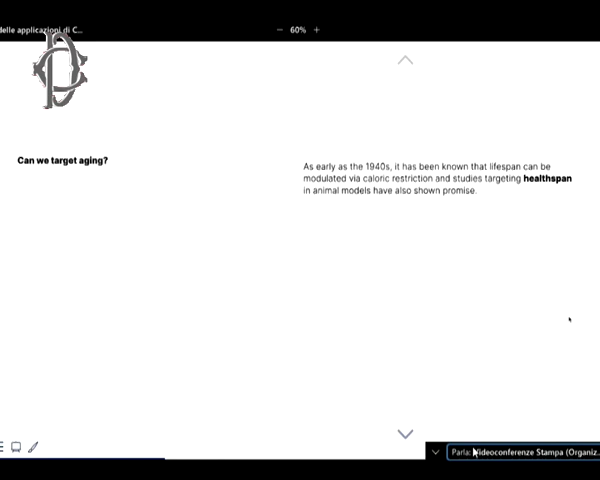 delle applicazioni di C...
60%
Can we target aging?
As early as the 1940s, it has been known that lifespan can be
modulated via caloric restriction and studies targeting healthspan
in animal models have also shown promise.
Parla: Videoconferenze Stampa (Organiz...